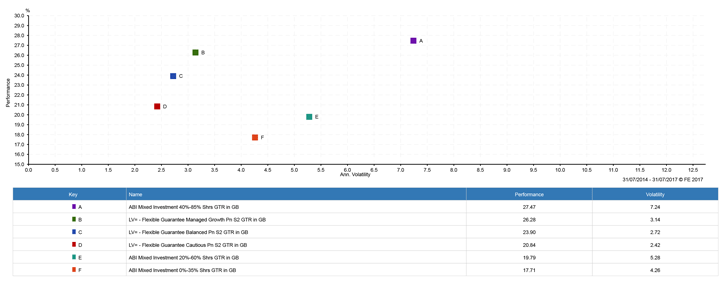 %
30.0
29.0
28.0
27.0
26.0
25.0
24.0
23.0
22.0
21.0
20.0
19.0
18.0
17.0
16.0
15.0
Performance
A
B
C
D
E
F
0.0 0.5 1.0 1.5 2.0 2.5 3.0 3.5 4.0 4.5 5.0 5.5 6.0 6.5 7.0 7.5 8.0 8.5 9.0 9.5 10.0 10.5 11.0 11.5 12.0 12.5
Ann. Volatility
31/07/2014 - 31/07/2017 © FE 2017
Key Name Performance Volatility
A ABI Mixed Investment 40%-85% Shrs GTR in GB 27.47 7.24
B LV= - Flexible Guarantee Managed Growth Pn S2 GTR in GB 26.28 3.14
C LV= - Flexible Guarantee Balanced Pn S2 GTR in GB 23.90 2.72
D LV= - Flexible Guarantee Cautious Pn S2 GTR in GB 20.84 2.42
E ABI Mixed Investment 20%-60% Shrs GTR in GB 19.79 5.28
F ABI Mixed Investment 0%-35% Shrs GTR in GB 17.71 4.26